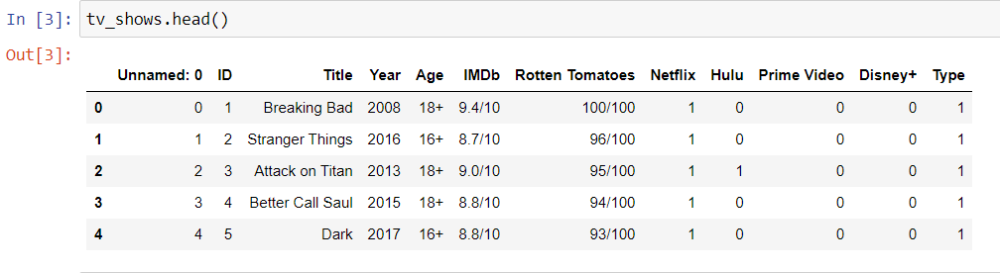 In [3]: tv_shows.head()
Out[3]:
Unnamed: 0 ID Title Year Age IMDb Rotten Tomatoes Netflix Hulu Prime Video Disney+ Type
0 0 1 Breaking Bad 2008 18+ 9.4/10 100/100 1 0 0 0 1
1 1 2 Stranger Things 2016 16+ 8.7/10 96/100 1 0 0 0 1
2 2 3 Attack on Titan 2013 18+ 9.0/10 95/100 1 1 0 0 1
3 3 4 Better Call Saul 2015 18+ 8.8/10 94/100 1 0 0 0 1
4 4 5 Dark 2017 16+ 8.8/10 93/100 1 0 0 0 1